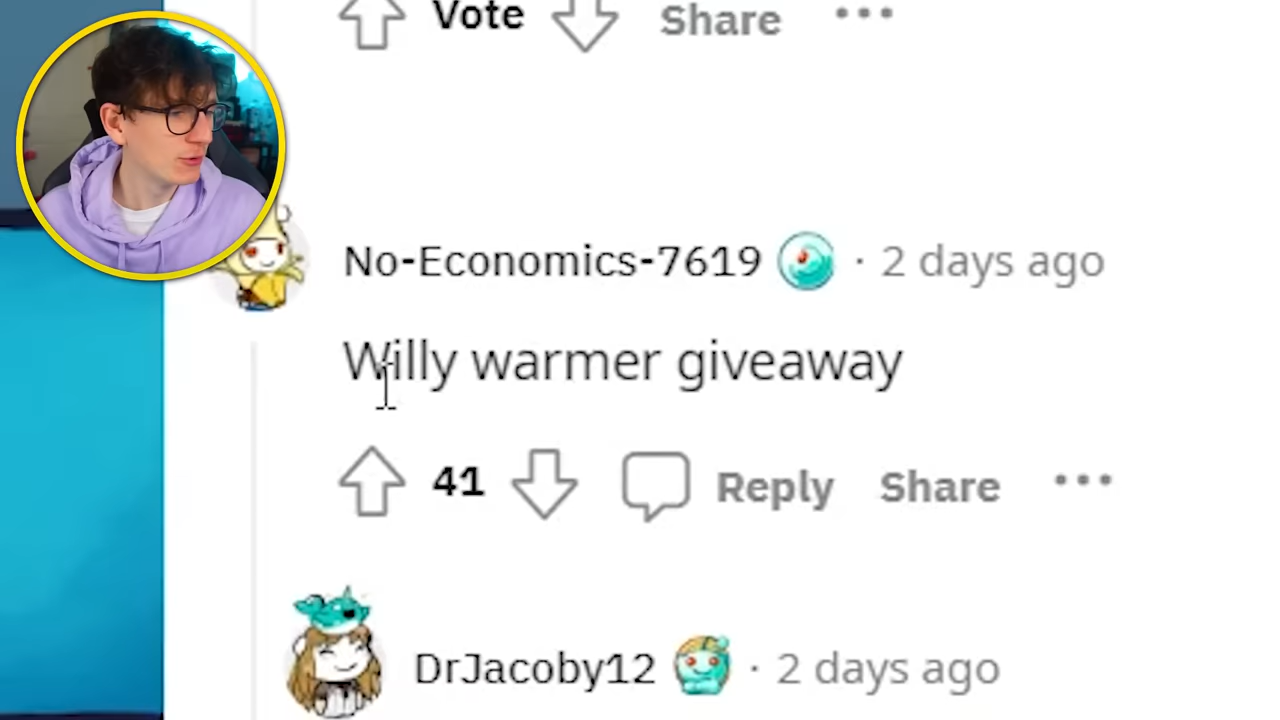 Vote Share
No-Economics-7619 · 2 days ago
Willy warmer giveaway
41 Reply Share
DrJacoby12 · 2 days ago